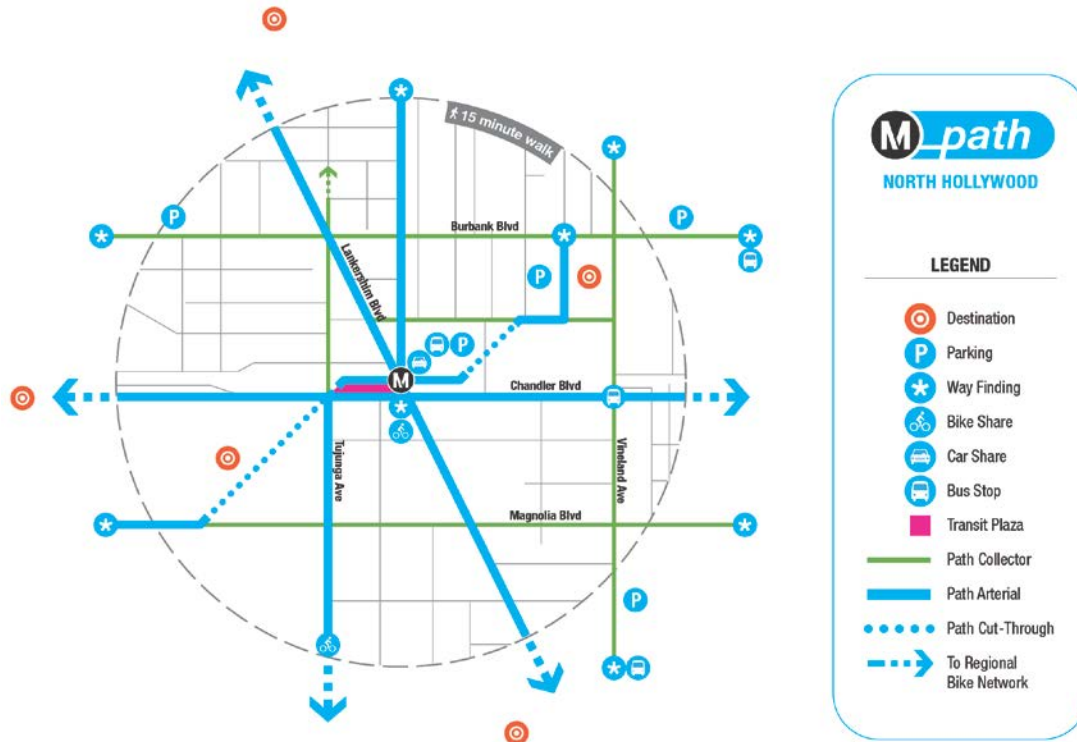 15 minute walk
Burbank Blvd
Lankershim Blvd
P
P
P
P
M
Chandler Blvd
Tujunga Ave
Vineland Ave
Magnolia Blvd
P
M path
NORTH HOLLYWOOD
LEGEND
Destination
P Parking
Way Finding
Bike Share
Car Share
Bus Stop
Transit Plaza
Path Collector
Path Arterial
Path Cut-Through
To Regional
Bike Network